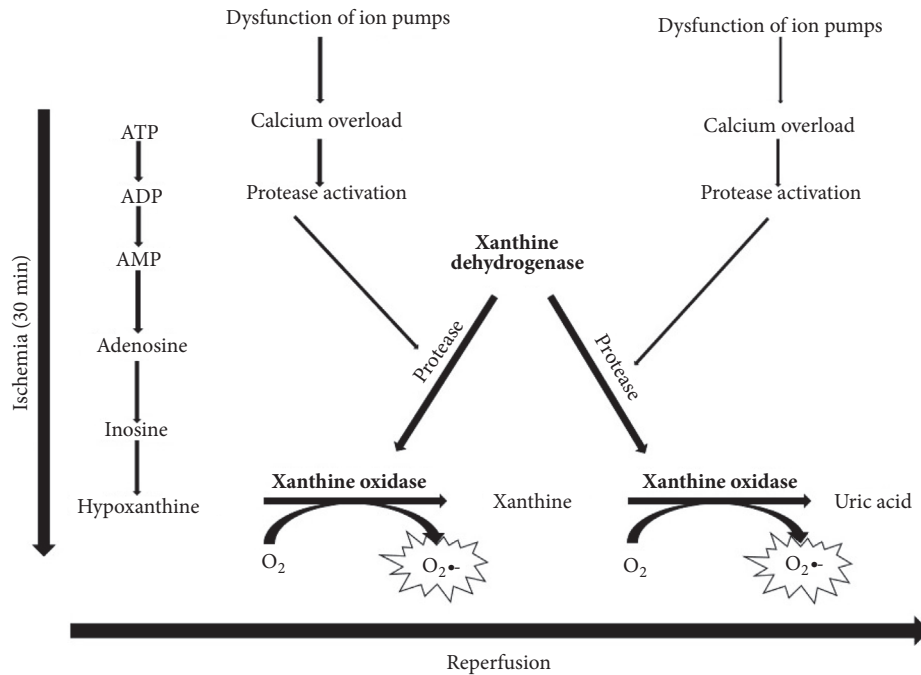 Dysfunction of ion pumps
Dysfunction of ion pumps
Calcium overload
Calcium overload
Protease activation
Protease activation
Ischemia (30 min)
ATP
ADP
AMP
Adenosine
Inosine
Hypoxanthine
Xanthine
dehydrogenase
Protease
Protease
Xanthine oxidase
Xanthine
Xanthine oxidase
Uric acid
O₂
O₂•-
O₂
O₂•-
Reperfusion